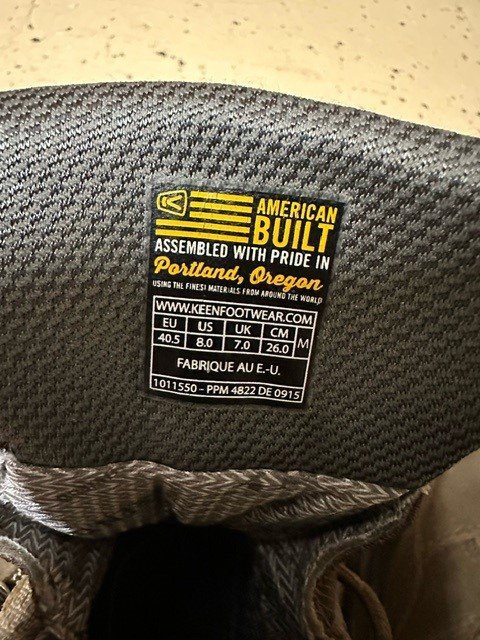 AMERICAN
BUILT
ASSEMBLED WITH PRIDE IN
Portland, Oregon
USING THE FINEST MATERIALS FROM AROUND THE WORLD
WWW.KEENFOOTWEAR.COM
EU US UK CM M
40.5 8.0 7.0 26.0
FABRIQUE AU E.-U.
1011550 - PPM 4822 DE 0915